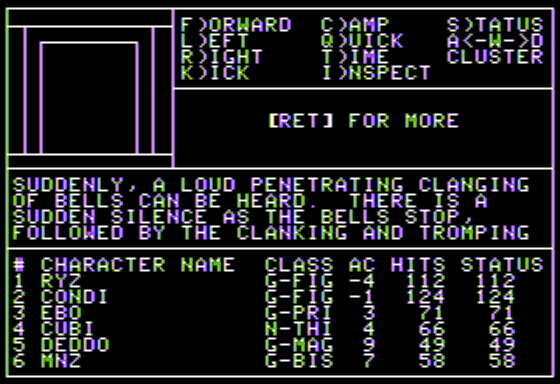 F)ORWARD C)AMP S)TATUS
L)EFT Q)UICK A<-W->D
R)IGHT T)IME CLUSTER
K)ICK I)NSPECT
[RET] FOR MORE
SUDDENLY, A LOUD PENETRATING CLANGING
OF BELLS CAN BE HEARD. THERE IS A
SUDDEN SILENCE AS THE BELLS STOP,
FOLLOWED BY THE CLANKING AND TROMPING
# CHARACTER NAME CLASS AC HITS STATUS
1 RYZ G-FIG -4 112 112
2 CONDI G-FIG -1 124 124
3 EBO G-PRI 3 71 71
4 CUBI N-THI 4 66 66
5 DEDDO G-MAG 9 49 49
6 MNZ G-BIS 7 58 58